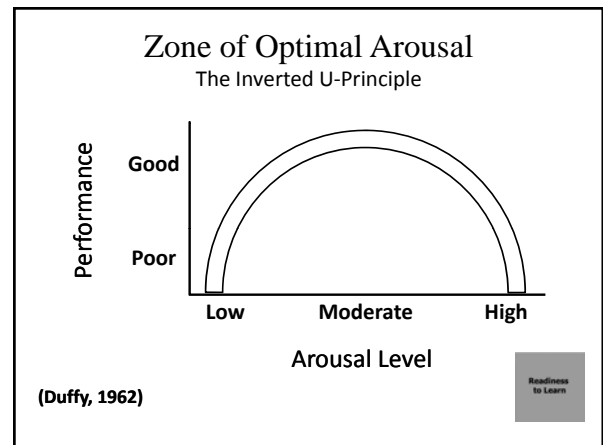 Zone of Optimal Arousal
The Inverted U-Principle
Performance
Good
Poor
Low Moderate High
Arousal Level
(Duffy, 1962)
Readiness
to Learn